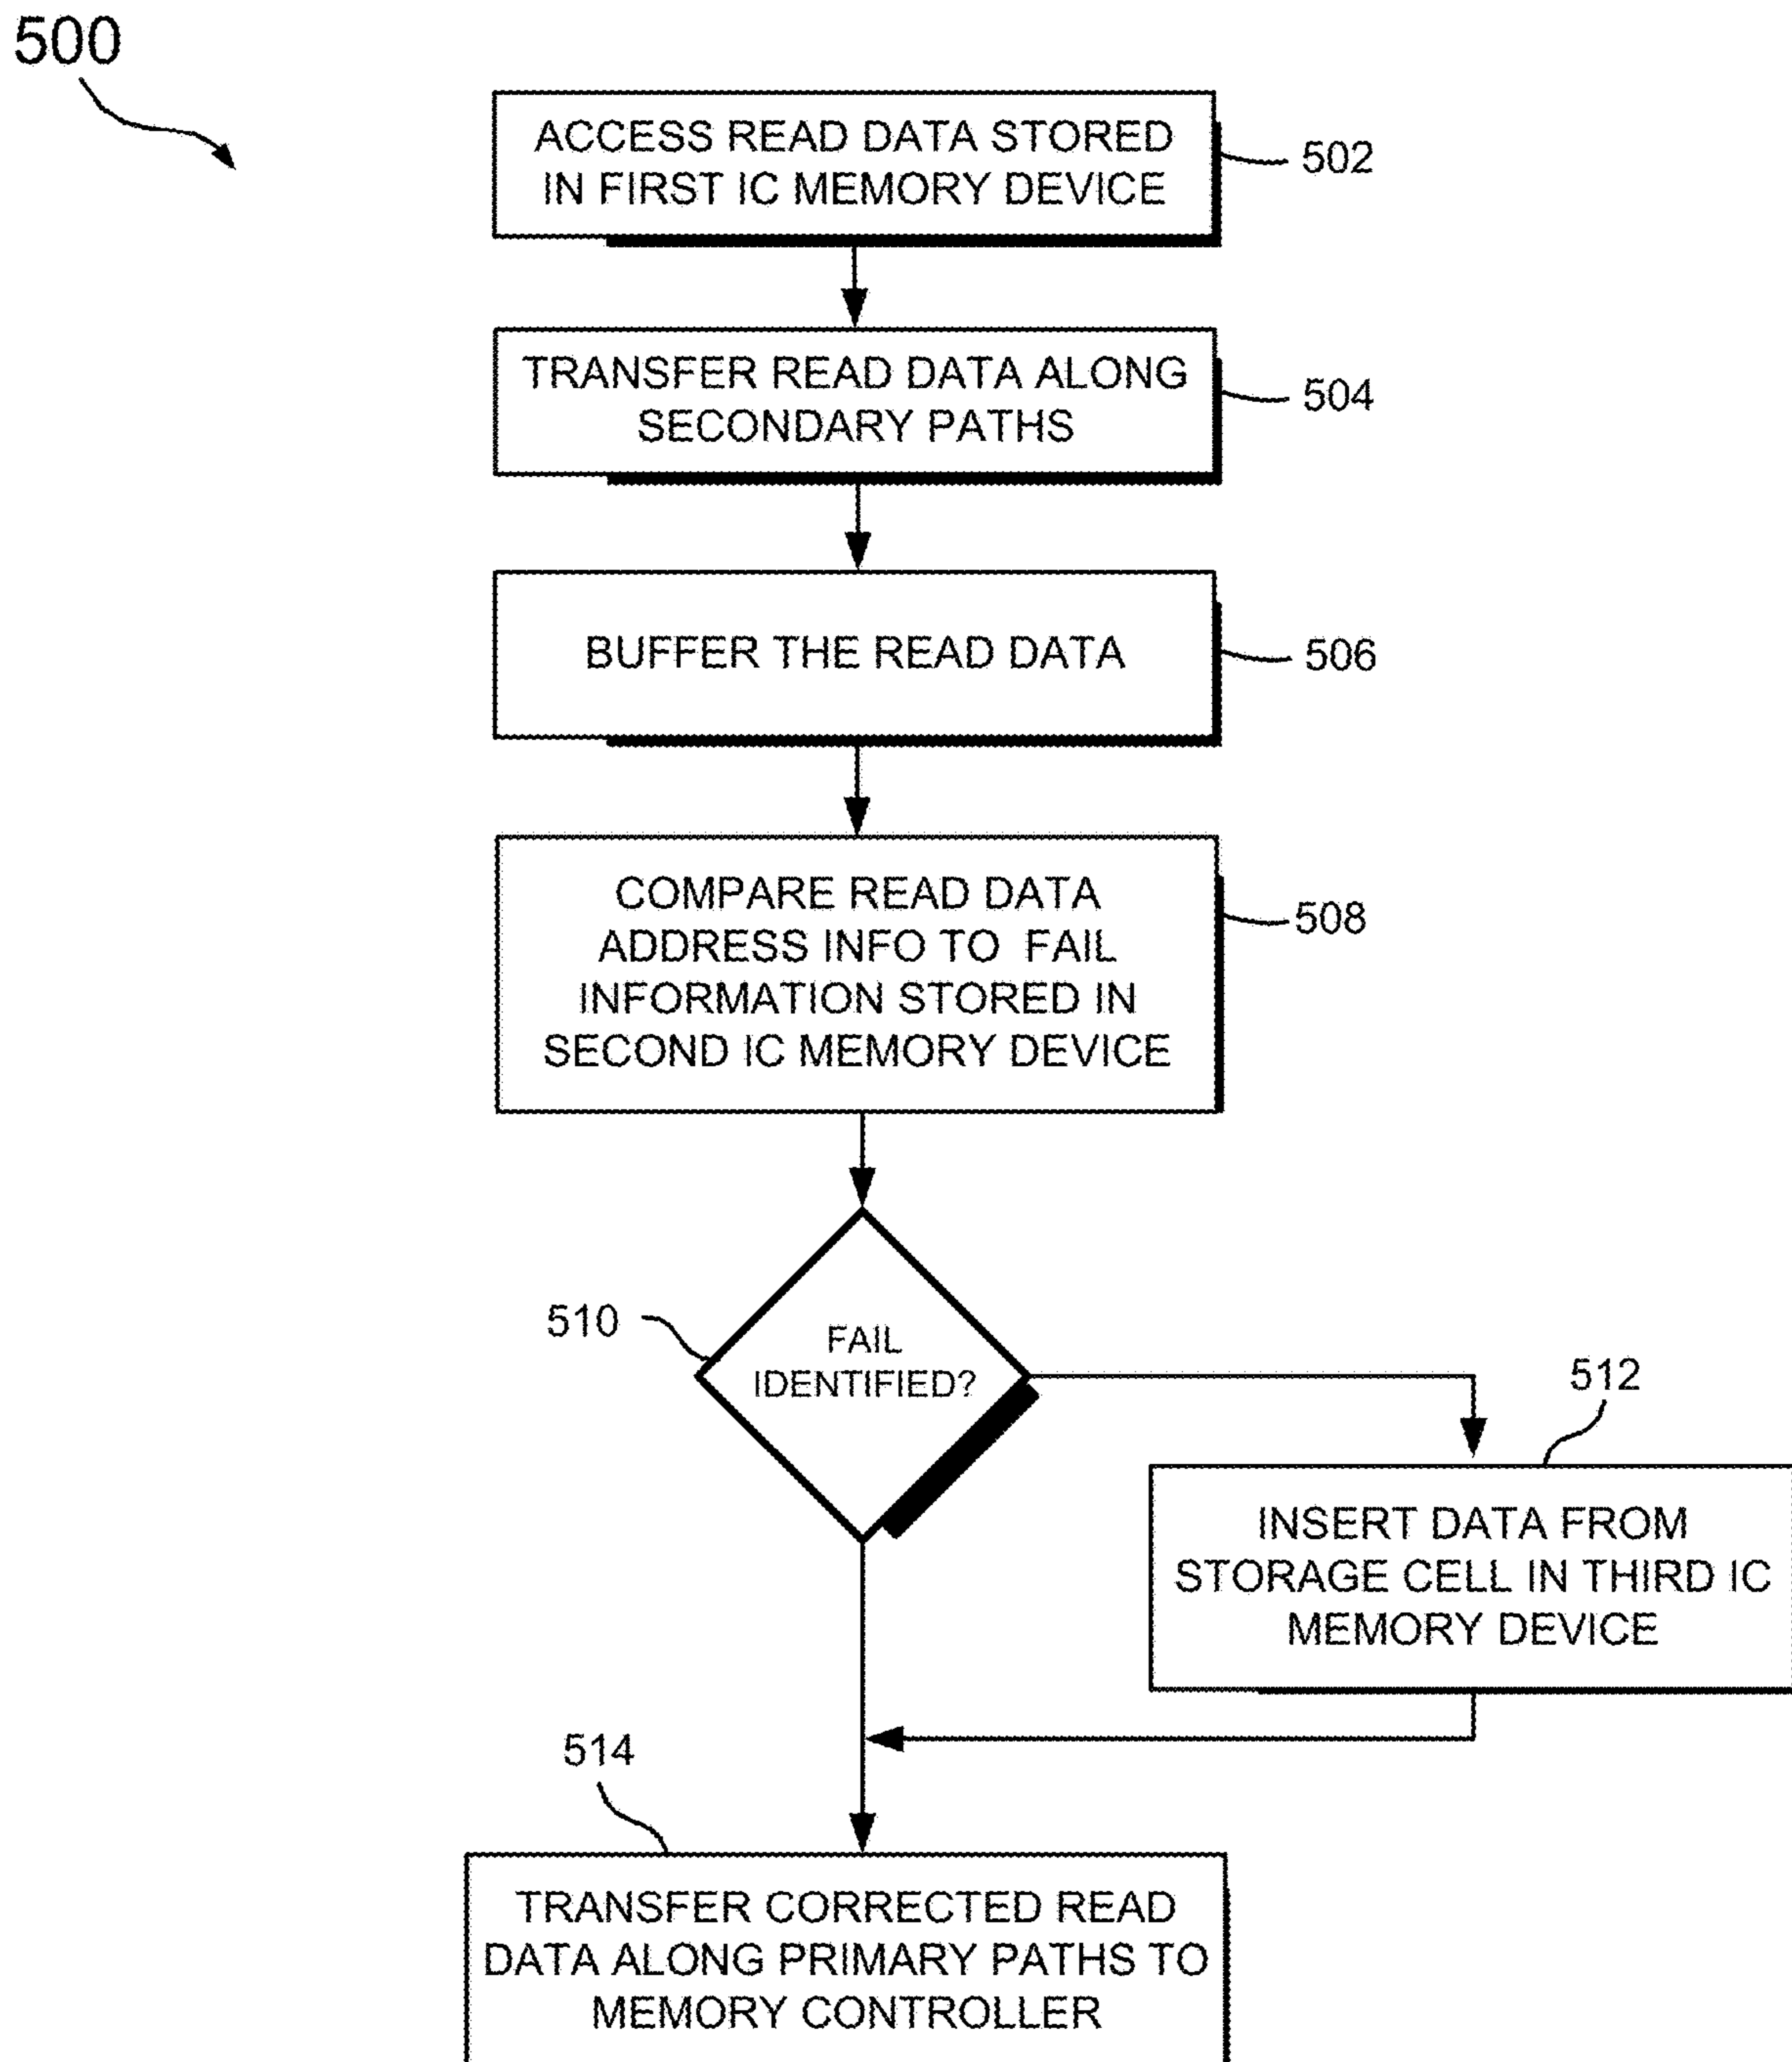 500
ACCESS READ DATA STORED
IN FIRST IC MEMORY DEVICE
502
TRANSFER READ DATA ALONG
SECONDARY PATHS
504
BUFFER THE READ DATA
506
COMPARE READ DATA
ADDRESS INFO TO FAIL
INFORMATION STORED IN
SECOND IC MEMORY DEVICE
508
510
FAIL
IDENTIFIED?
512
INSERT DATA FROM
STORAGE CELL IN THIRD IC
MEMORY DEVICE
514
TRANSFER CORRECTED READ
DATA ALONG PRIMARY PATHS TO
MEMORY CONTROLLER